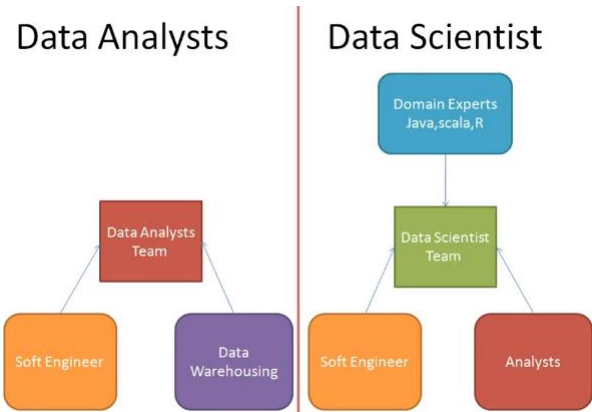 Data Analysts
Data Scientist
Domain Experts
Java,scala,R
Data Analysts
Team
Data Scientist
Team
Soft Engineer
Data
Warehousing
Soft Engineer
Analysts